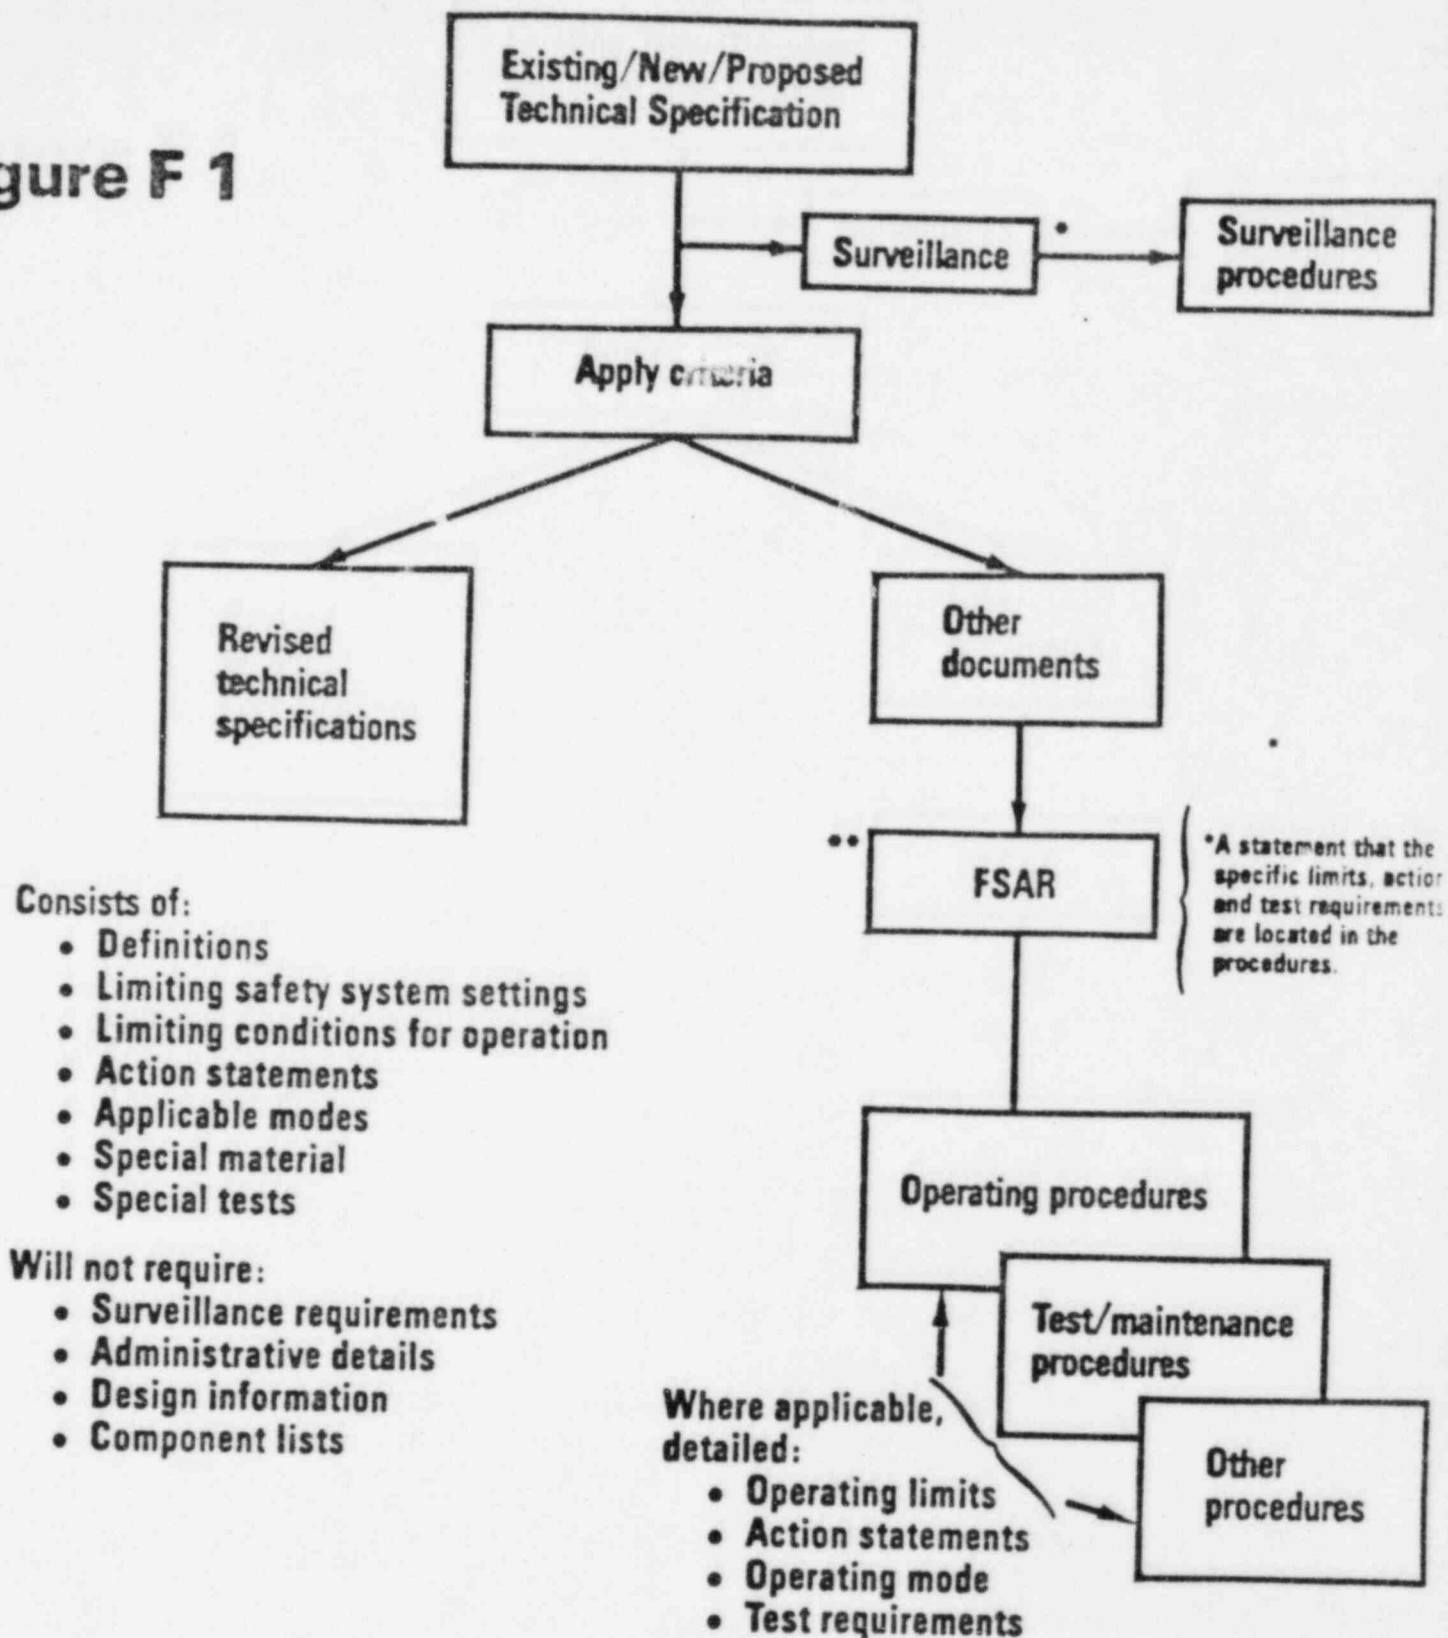 Existing/New/Proposed
Technical Specification
gure F 1
Surveillance
•
Surveillance
procedures
Apply criteria
Revised
technical
specifications
Other
documents
••
FSAR
*A statement that the
specific limits, action
and test requirements
are located in the
procedures.
Consists of:
• Definitions
• Limiting safety system settings
• Limiting conditions for operation
• Action statements
• Applicable modes
• Special material
• Special tests
Will not require:
• Surveillance requirements
• Administrative details
• Design information
• Component lists
Operating procedures
Test/maintenance
procedures
Other
procedures
Where applicable,
detailed:
• Operating limits
• Action statements
• Operating mode
• Test requirements